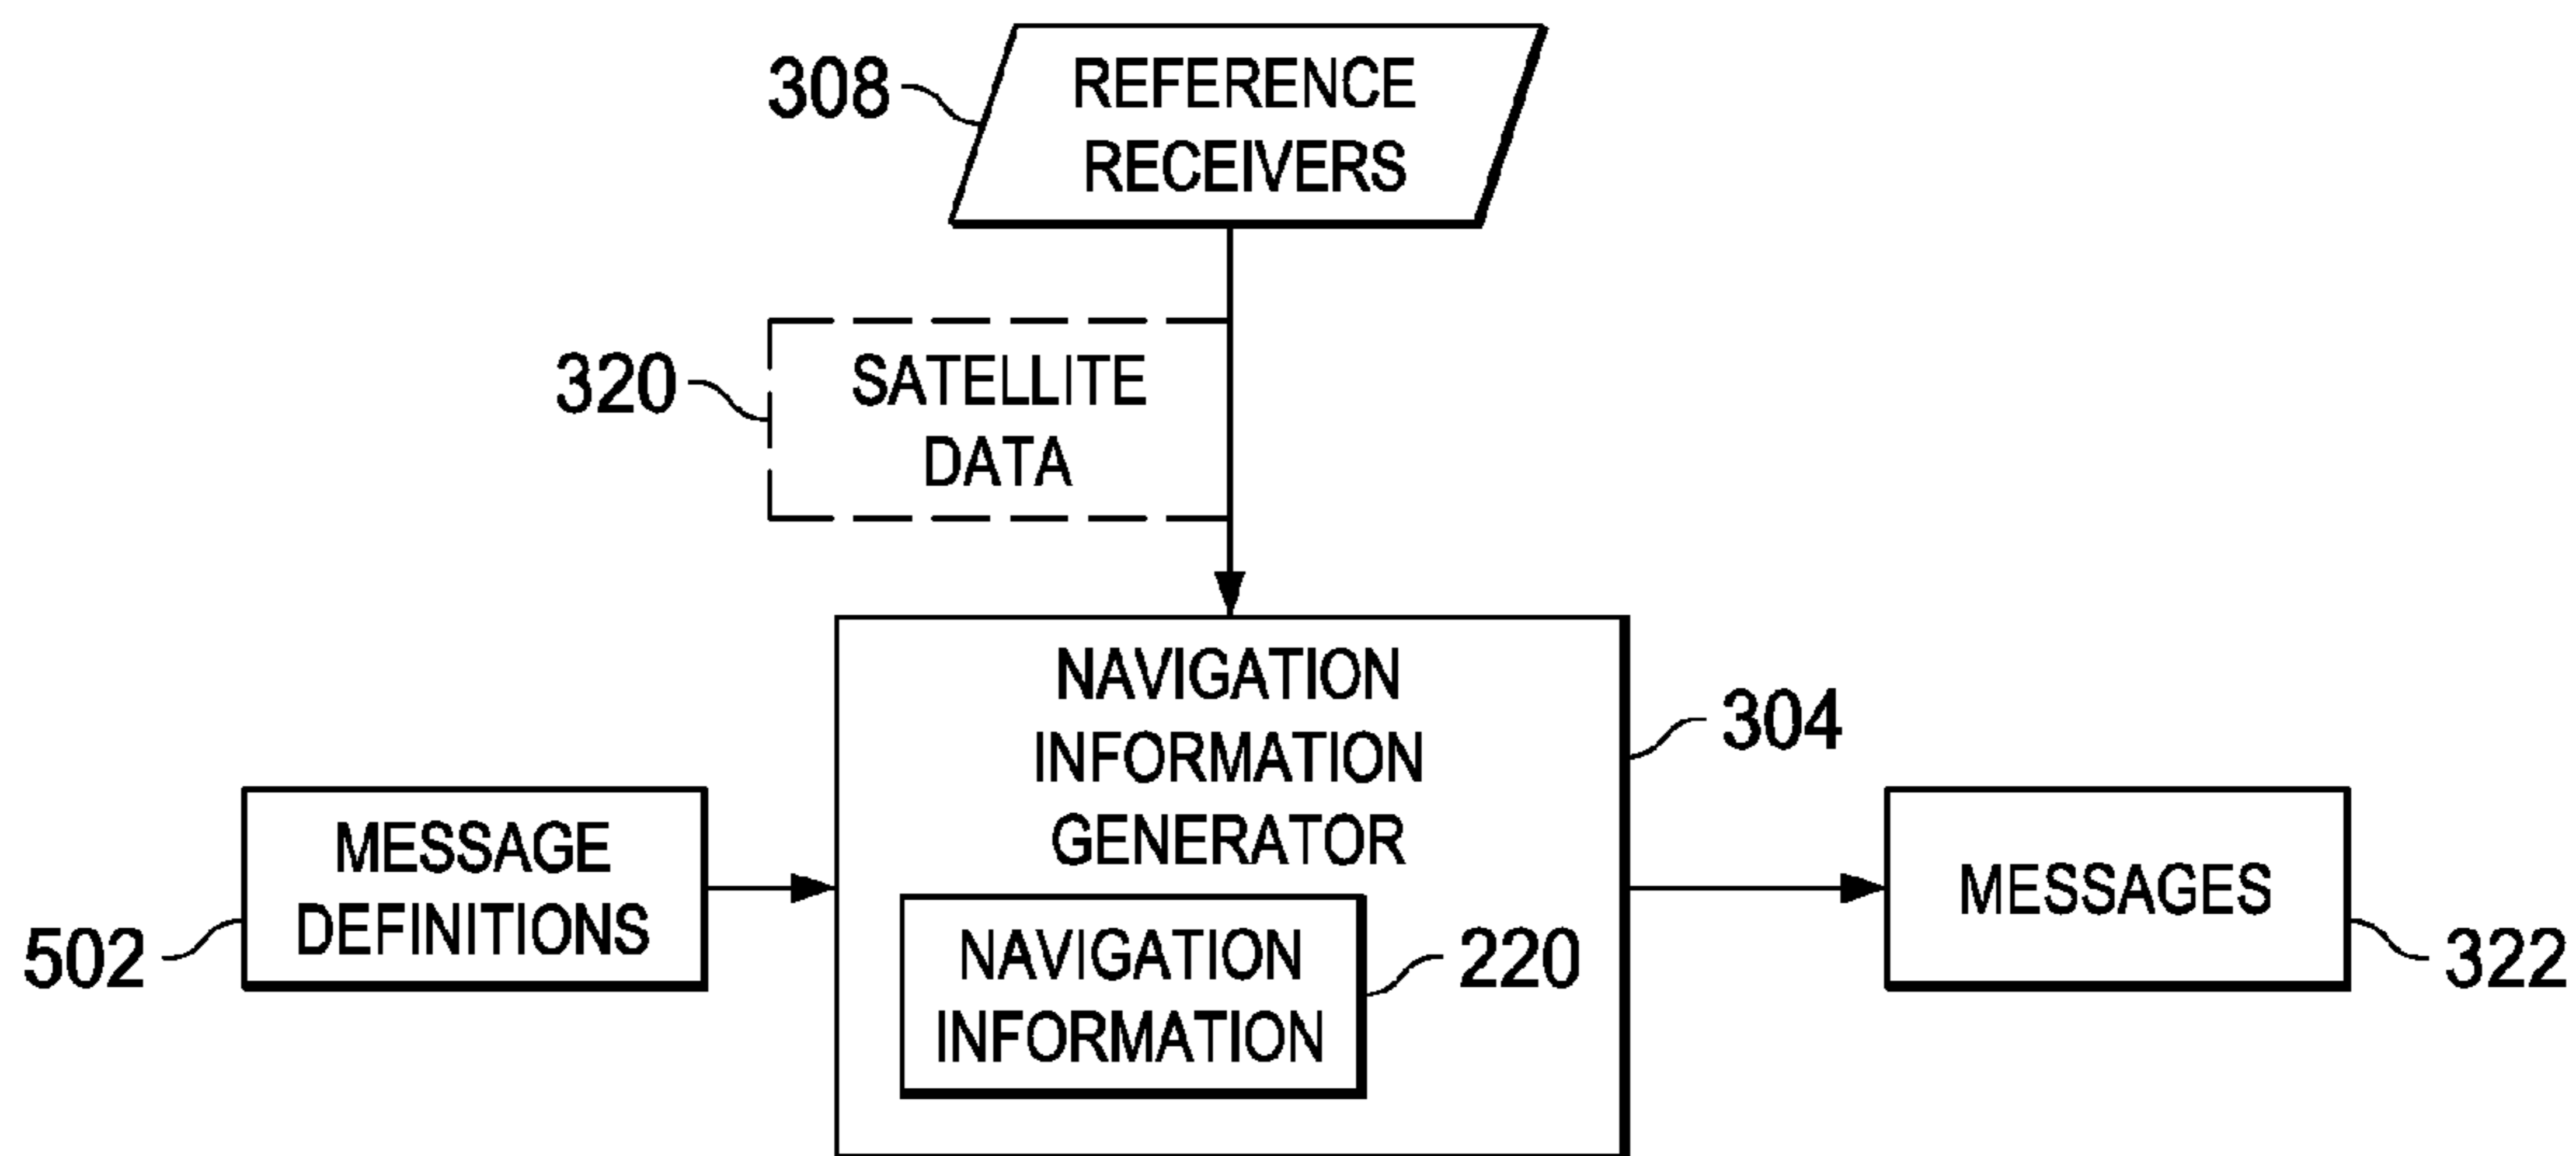 308
REFERENCE
RECEIVERS
320
SATELLITE
DATA
NAVIGATION
INFORMATION
GENERATOR
304
MESSAGE
DEFINITIONS
502
NAVIGATION
INFORMATION
220
MESSAGES
322